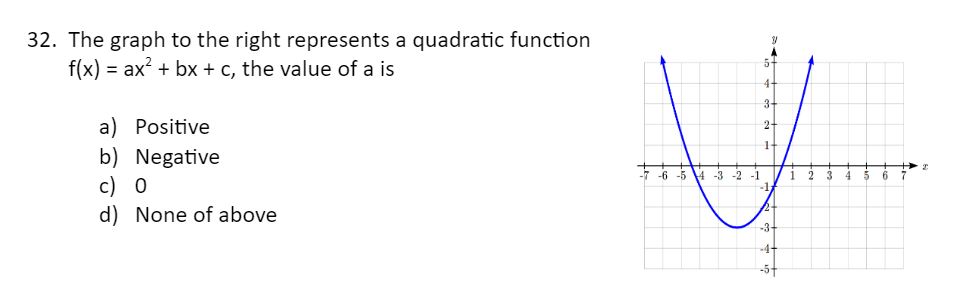 32. The graph to the right represents a quadratic function
f(x) = ax² + bx + c, the value of a is
a) Positive
b) Negative
c) 0
d) None of above
y
5
4
3
2
1
-7 -6 -5 -4 -3 -2 -1 1 2 3 4 5 6 7 x
-1
-2
-3
-4
-5